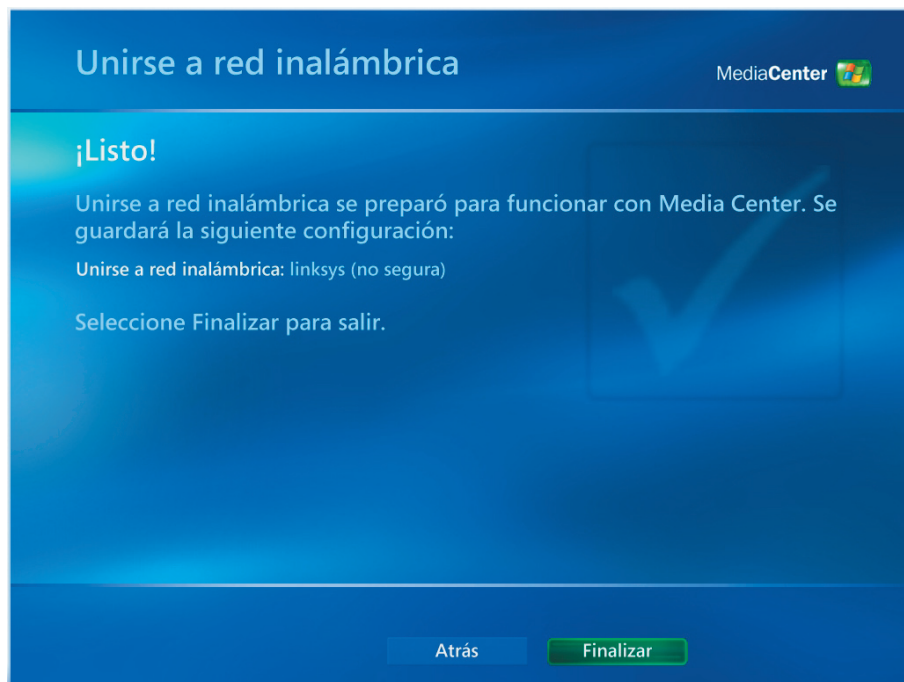 Unirse a red inalámbrica
MediaCenter
¡Listo!
Unirse a red inalámbrica se preparó para funcionar con Media Center. Se
guardará la siguiente configuración:
Unirse a red inalámbrica: linksys (no segura)
Seleccione Finalizar para salir.
Atrás
Finalizar